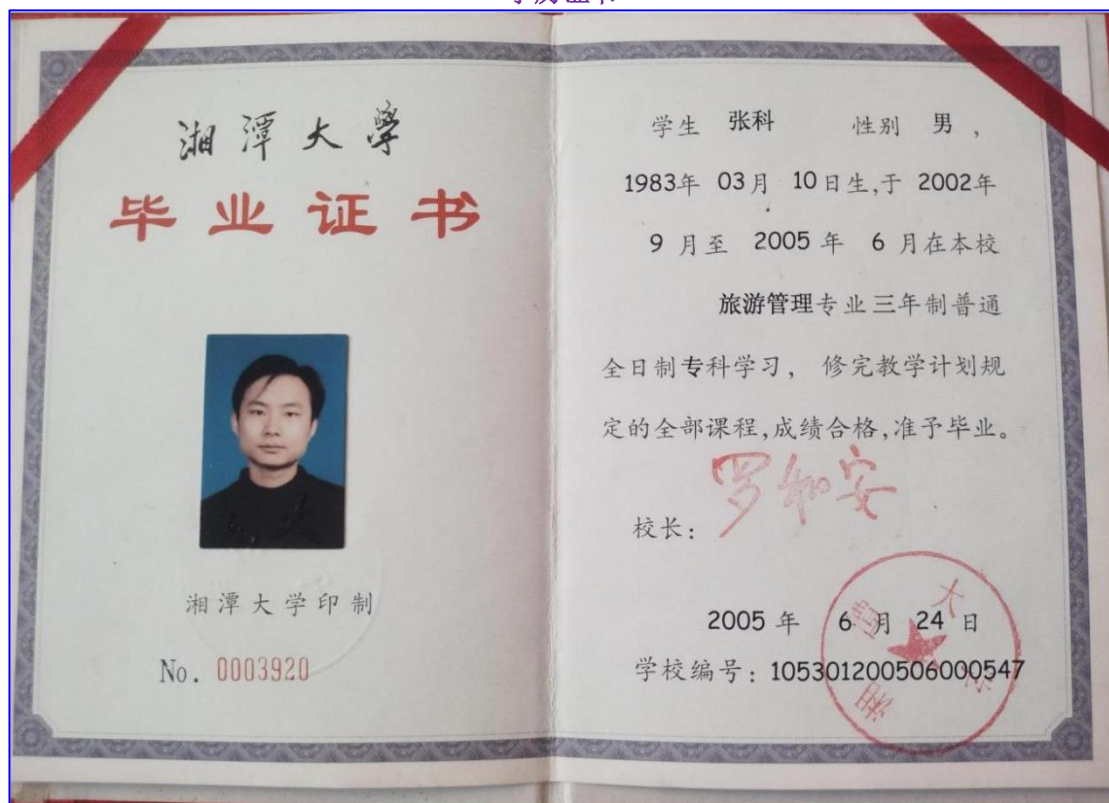 湘潭大學
毕业证书
湘潭大学印制
No. 0003920
学生 张科 性别 男 ,
1983年 03月 10日生,于 2002年
9 月至 2005 年 6 月在本校
旅游管理专业三年制普通
全日制专科学习, 修完教学计划规
定的全部课程,成绩合格,准予毕业。
校长: 罗和安
2005 年 6 月 24 日
学校编号: 105301200506000547
湘潭大学